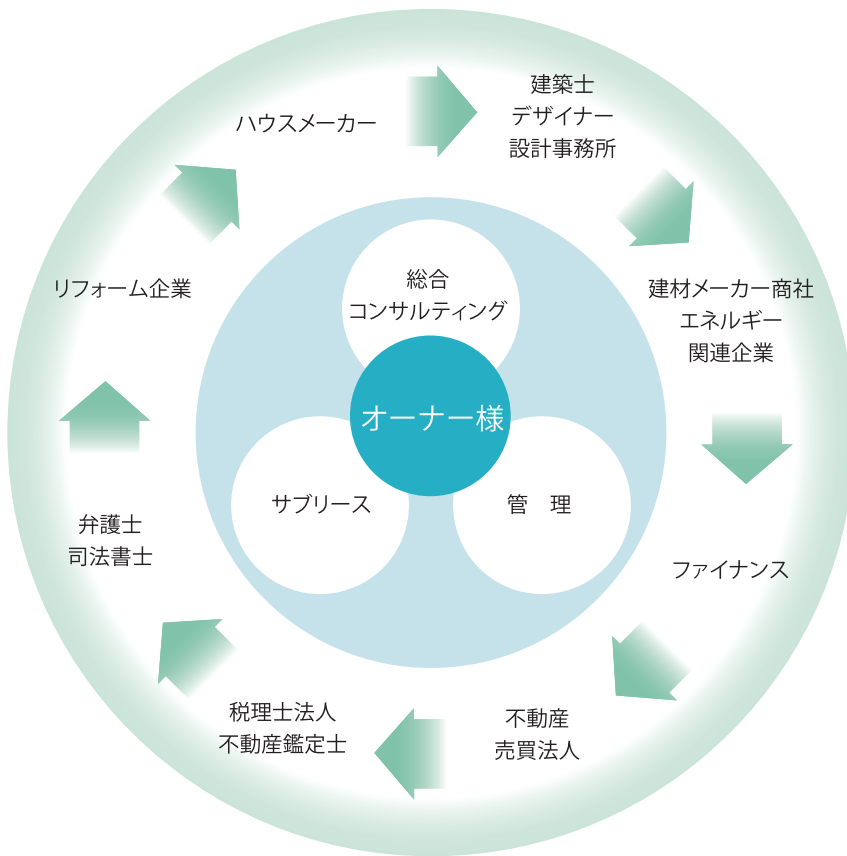 ハウスメーカー
建築士
デザイナー
設計事務所
建材メーカー商社
エネルギー
関連企業
ファイナンス
不動産
売買法人
税理士法人
不動産鑑定士
弁護士
司法書士
リフォーム企業
総合
コンサルティング
オーナー様
サブリース
管　理